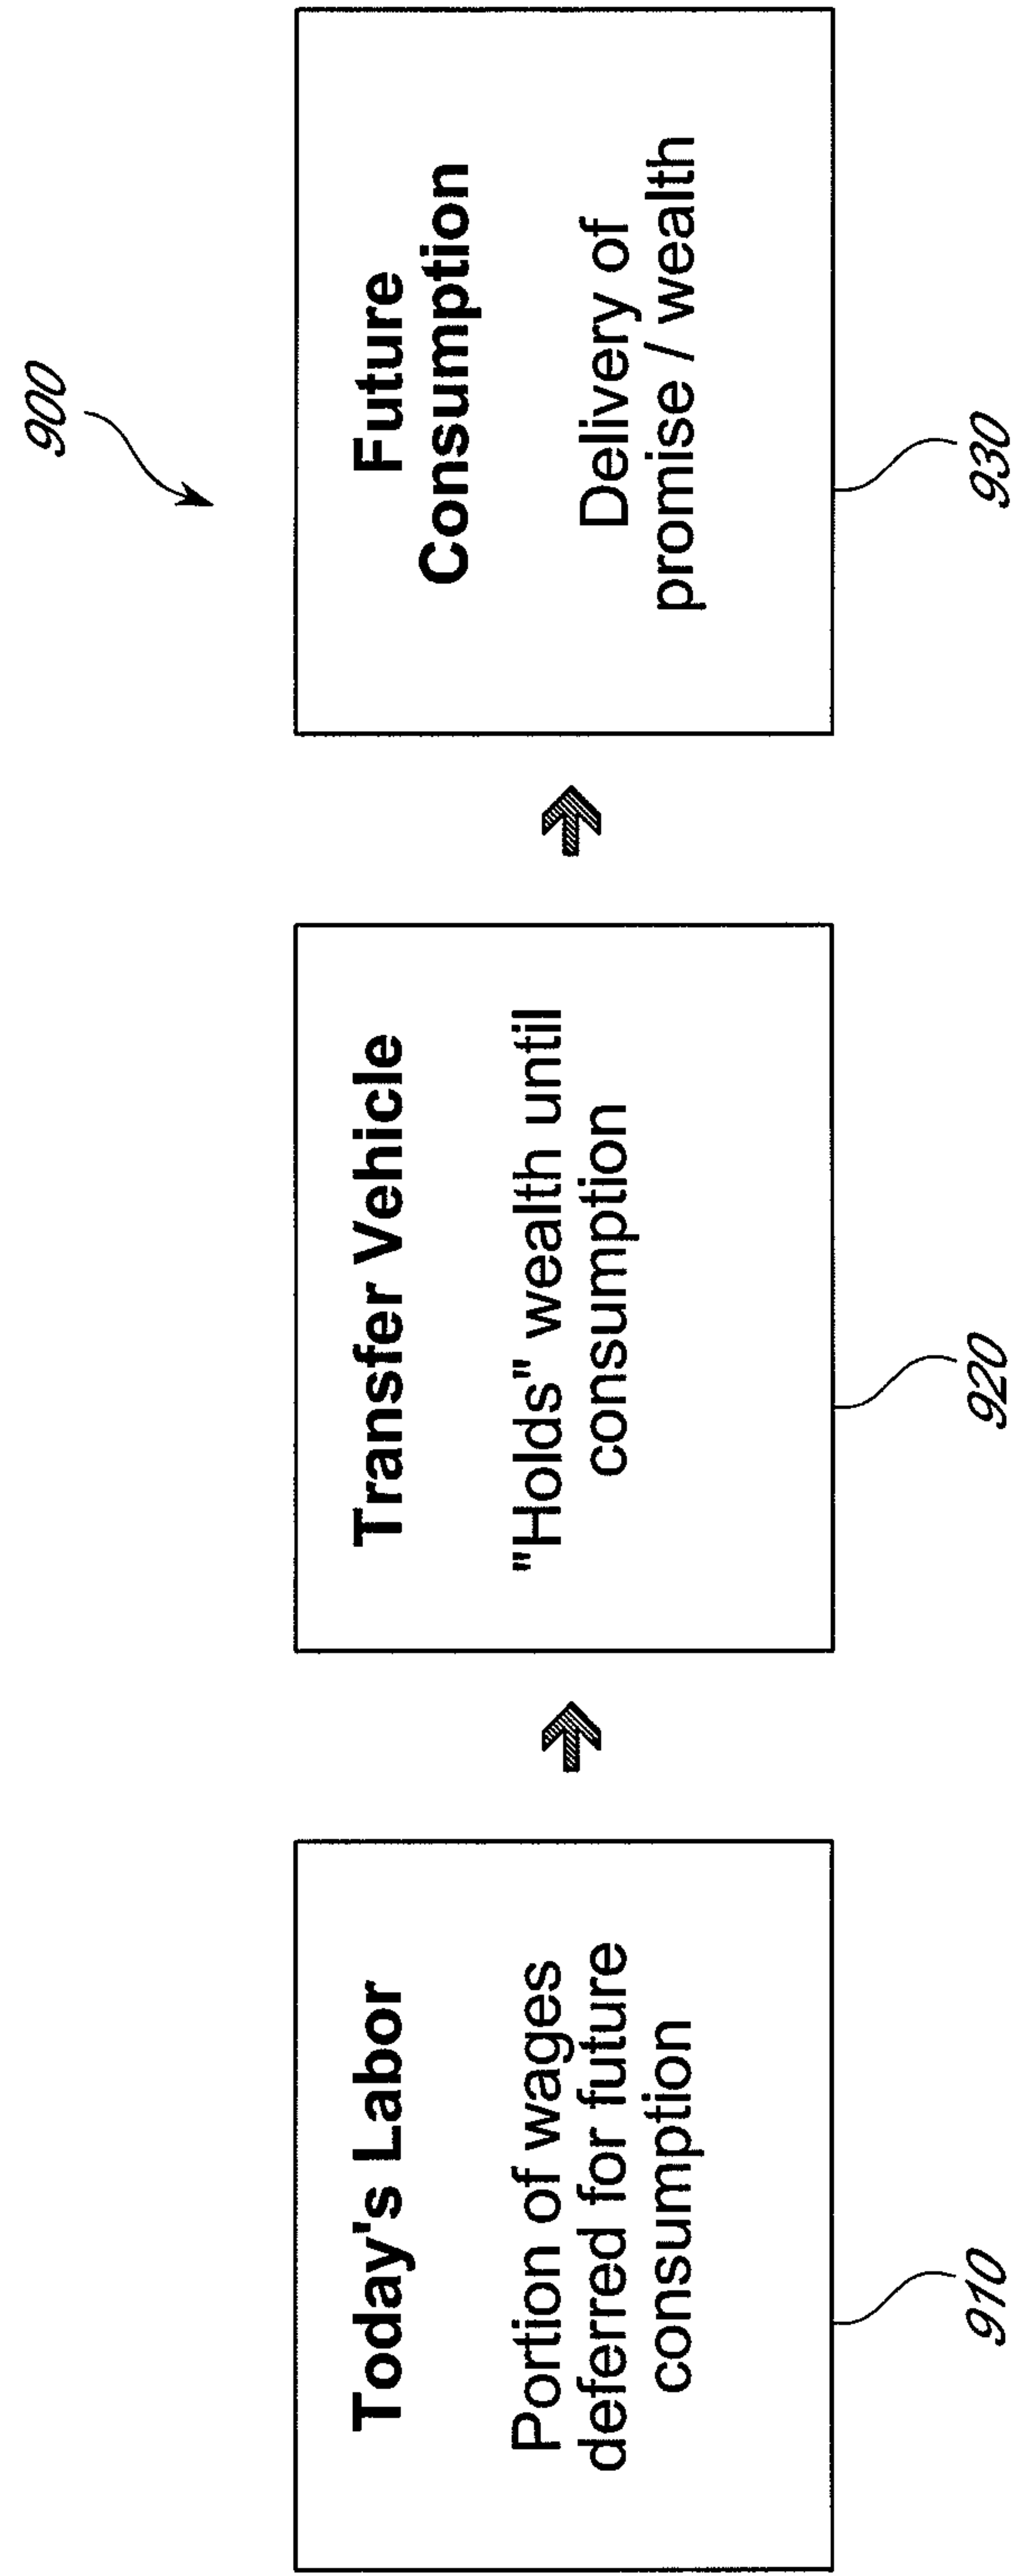 900
Today's Labor
Portion of wages
deferred for future
consumption
910
Transfer Vehicle
"Holds" wealth until
consumption
920
Future
Consumption
Delivery of
promise / wealth
930